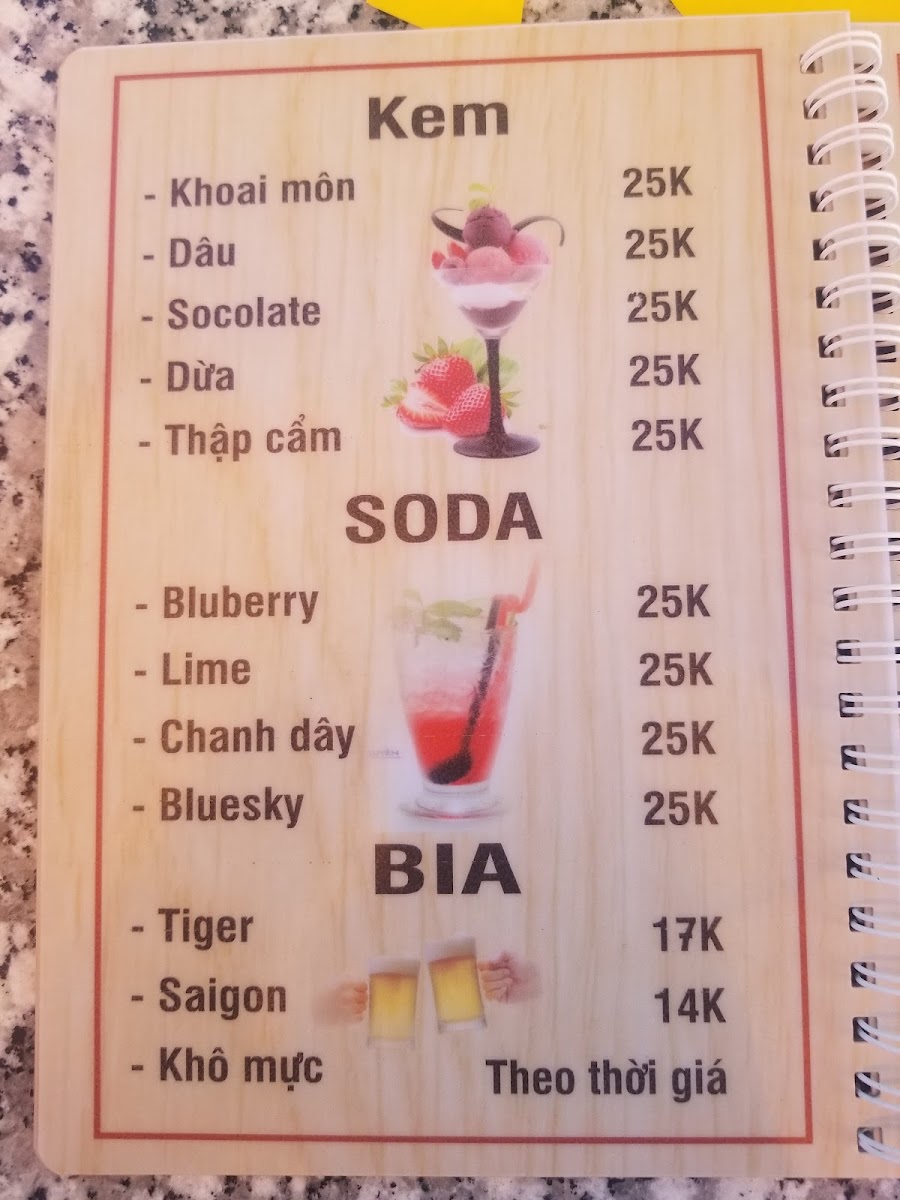 Kem
- Khoai môn 25K
- Dâu 25K
- Socolate 25K
- Dừa 25K
- Thập cẩm 25K
SODA
- Bluberry 25K
- Lime 25K
- Chanh dây 25K
- Bluesky 25K
BIA
- Tiger 17K
- Saigon 14K
- Khô mực Theo thời giá